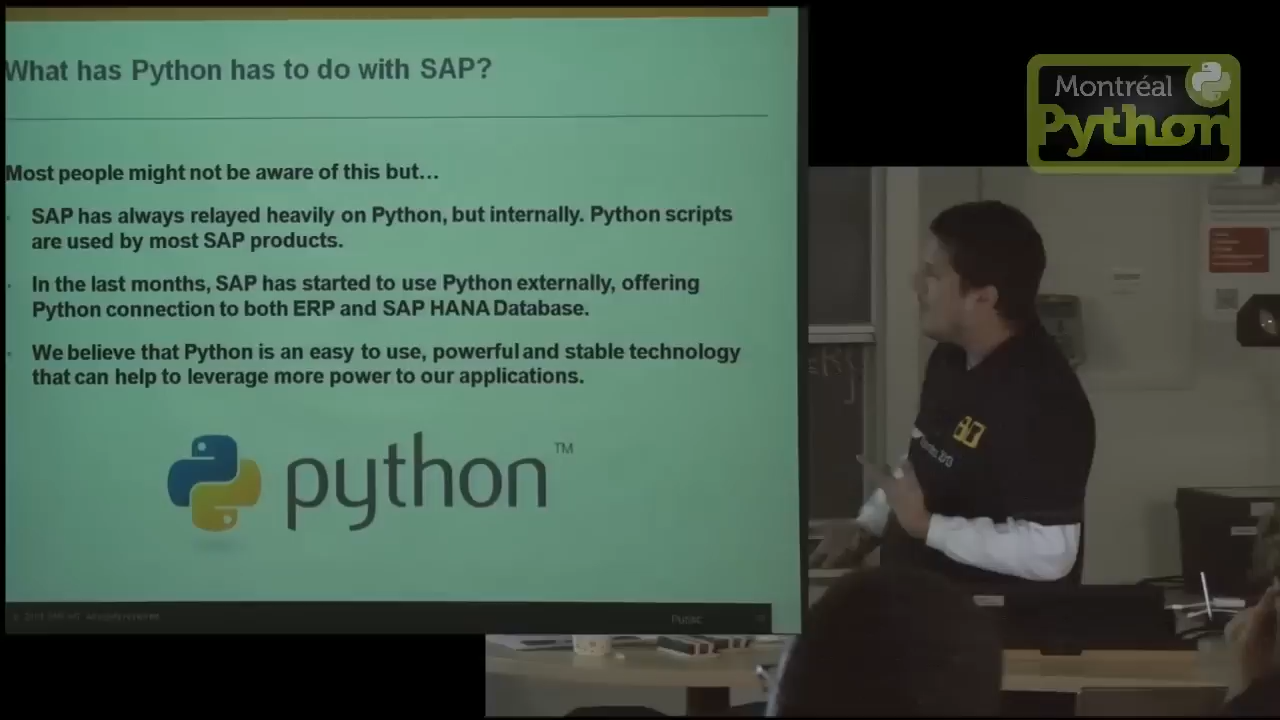 What has Python has to do with SAP?
Most people might not be aware of this but...
SAP has always relayed heavily on Python, but internally. Python scripts
are used by most SAP products.
In the last months, SAP has started to use Python externally, offering
Python connection to both ERP and SAP HANA Database.
We believe that Python is an easy to use, powerful and stable technology
that can help to leverage more power to our applications.
python™
Public
Montréal
Python